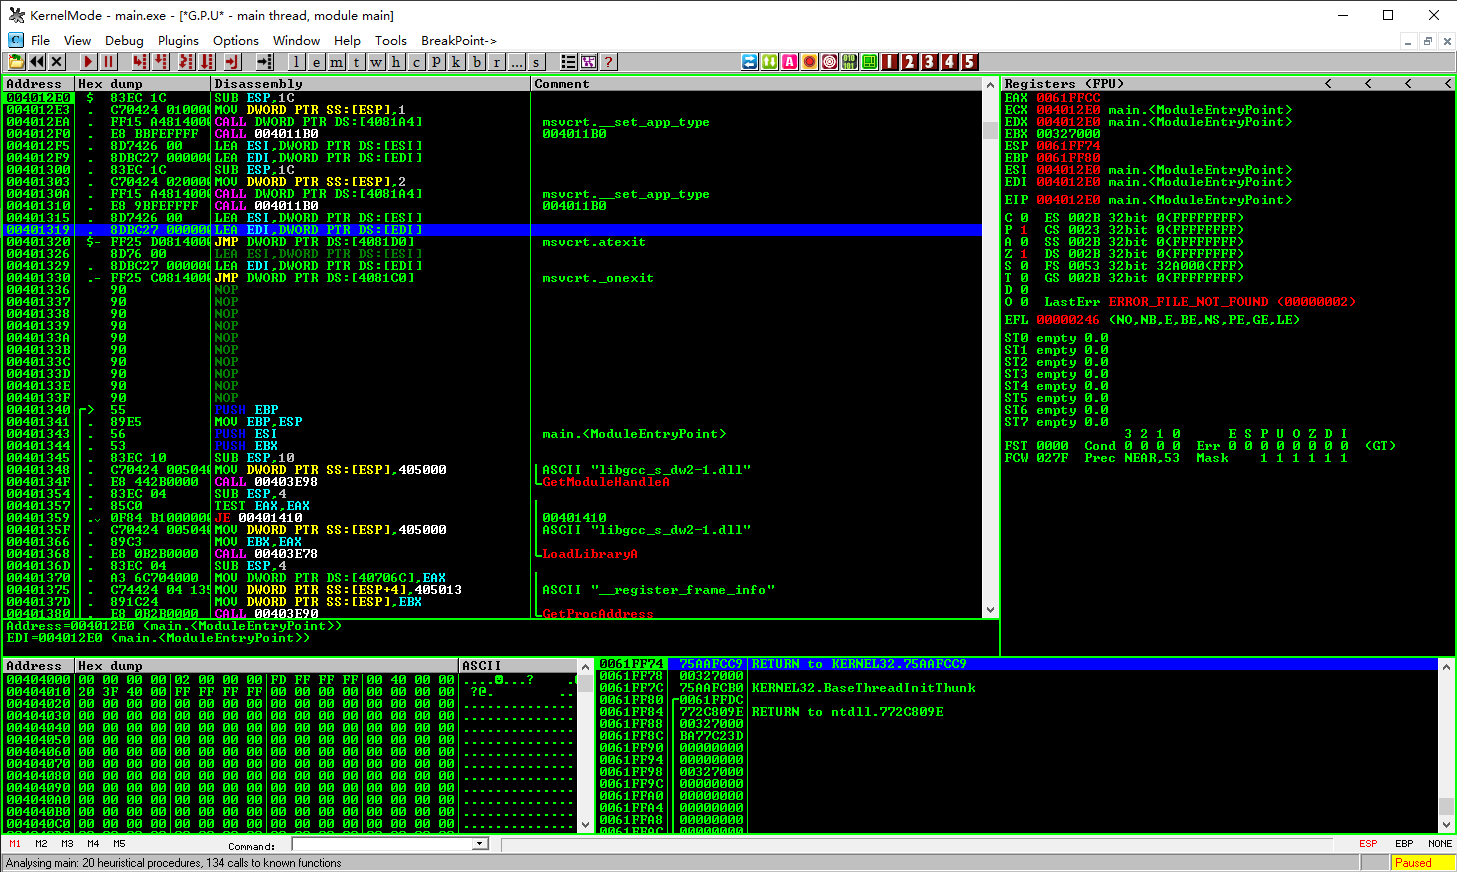 KernelMode - main.exe - [*G.P.U* - main thread, module main]
File View Debug Plugins Options Window Help Tools BreakPoint->
l e m t w h c P k b r ... s ?
1 2 3 4 5
Address Hex dump Disassembly Comment
004012E0 $ 83EC 1C SUB ESP,1C
004012E3 . C70424 010000 MOV DWORD PTR SS:[ESP],1
004012EA . FF15 A4814000 CALL DWORD PTR DS:[4081A4] msvcrt.__set_app_type
004012F0 . E8 BBFEFFFF CALL 004011B0 004011B0
004012F5 . 8D7426 00 LEA ESI,DWORD PTR DS:[ESI]
004012F9 . 8DBC27 000000 LEA EDI,DWORD PTR DS:[EDI]
00401300 . 83EC 1C SUB ESP,1C
00401303 . C70424 020000 MOV DWORD PTR SS:[ESP],2
0040130A . FF15 A4814000 CALL DWORD PTR DS:[4081A4] msvcrt.__set_app_type
00401310 . E8 9BFEFFFF CALL 004011B0 004011B0
00401315 . 8D7426 00 LEA ESI,DWORD PTR DS:[ESI]
00401319 . 8DBC27 000000 LEA EDI,DWORD PTR DS:[EDI]
00401320 $- FF25 D0814000 JMP DWORD PTR DS:[4081D0] msvcrt.atexit
00401326 8D76 00 LEA ESI,DWORD PTR DS:[ESI]
00401329 . 8DBC27 000000 LEA EDI,DWORD PTR DS:[EDI]
00401330 .- FF25 C0814000 JMP DWORD PTR DS:[4081C0] msvcrt._onexit
00401336 90 NOP
00401337 90 NOP
00401338 90 NOP
00401339 90 NOP
0040133A 90 NOP
0040133B 90 NOP
0040133C 90 NOP
0040133D 90 NOP
0040133E 90 NOP
0040133F 90 NOP
00401340 > 55 PUSH EBP
00401341 . 89E5 MOV EBP,ESP
00401343 . 56 PUSH ESI main.<ModuleEntryPoint>
00401344 . 53 PUSH EBX
00401345 . 83EC 10 SUB ESP,10
00401348 . C70424 005040 MOV DWORD PTR SS:[ESP],405000 ASCII "libgcc_s_dw2-1.dll"
0040134F . E8 442B0000 CALL 00403E98 GetModuleHandleA
00401354 . 83EC 04 SUB ESP,4
00401357 . 85C0 TEST EAX,EAX
00401359 . 0F84 B1000000 JE 00401410 00401410
0040135F . C70424 005040 MOV DWORD PTR SS:[ESP],405000 ASCII "libgcc_s_dw2-1.dll"
00401366 . 89C3 MOV EBX,EAX
00401368 . E8 0B2B0000 CALL 00403E78 LoadLibraryA
0040136D . 83EC 04 SUB ESP,4
00401370 . A3 6C704000 MOV DWORD PTR DS:[40706C],EAX
00401375 . C74424 04 135 MOV DWORD PTR SS:[ESP+4],405013 ASCII "__register_frame_info"
0040137D . 891C24 MOV DWORD PTR SS:[ESP],EBX
00401380 . E8 0B2B0000 CALL 00403E90 GetProcAddress
Address=004012E0 (main.<ModuleEntryPoint>)
EDI=004012E0 (main.<ModuleEntryPoint>)
Registers (FPU) < < < <
EAX 0061FFCC
ECX 004012E0 main.<ModuleEntryPoint>
EDX 004012E0 main.<ModuleEntryPoint>
EBX 00327000
ESP 0061FF74
EBP 0061FF80
ESI 004012E0 main.<ModuleEntryPoint>
EDI 004012E0 main.<ModuleEntryPoint>
EIP 004012E0 main.<ModuleEntryPoint>
C 0 ES 002B 32bit 0(FFFFFFFF)
P 1 CS 0023 32bit 0(FFFFFFFF)
A 0 SS 002B 32bit 0(FFFFFFFF)
Z 1 DS 002B 32bit 0(FFFFFFFF)
S 0 FS 0053 32bit 32A000(FFF)
T 0 GS 002B 32bit 0(FFFFFFFF)
D 0
O 0 LastErr ERROR_FILE_NOT_FOUND (00000002)
EFL 00000246 (NO,NB,E,BE,NS,PE,GE,LE)
ST0 empty 0.0
ST1 empty 0.0
ST2 empty 0.0
ST3 empty 0.0
ST4 empty 0.0
ST5 empty 0.0
ST6 empty 0.0
ST7 empty 0.0
3 2 1 0 E S P U O Z D I
FST 0000 Cond 0 0 0 0 Err 0 0 0 0 0 0 0 0 (GT)
FCW 027F Prec NEAR,53 Mask 1 1 1 1 1 1
Address Hex dump ASCII
00404000 00 00 00 00 02 00 00 00 FD FF FF FF 00 40 00 00
00404010 20 3F 40 00 FF FF FF FF 00 00 00 00 00 00 00 00
00404020 00 00 00 00 00 00 00 00 00 00 00 00 00 00 00 00 ..............
00404030 00 00 00 00 00 00 00 00 00 00 00 00 00 00 00 00 ..............
00404040 00 00 00 00 00 00 00 00 00 00 00 00 00 00 00 00 ..............
00404050 00 00 00 00 00 00 00 00 00 00 00 00 00 00 00 00 ..............
00404060 00 00 00 00 00 00 00 00 00 00 00 00 00 00 00 00 ..............
00404070 00 00 00 00 00 00 00 00 00 00 00 00 00 00 00 00 ..............
00404080 00 00 00 00 00 00 00 00 00 00 00 00 00 00 00 00 ..............
00404090 00 00 00 00 00 00 00 00 00 00 00 00 00 00 00 00 ..............
004040A0 00 00 00 00 00 00 00 00 00 00 00 00 00 00 00 00 ..............
004040B0 00 00 00 00 00 00 00 00 00 00 00 00 00 00 00 00 ..............
004040C0 00 00 00 00 00 00 00 00 00 00 00 00 00 00 00 00 ..............
0061FF74 75AAFCC9 RETURN to KERNEL32.75AAFCC9
0061FF78 00327000
0061FF7C 75AAFCB0 KERNEL32.BaseThreadInitThunk
0061FF80 0061FFDC
0061FF84 772C809E RETURN to ntdll.772C809E
0061FF88 00327000
0061FF8C BA77C23D
0061FF90 00000000
0061FF94 00000000
0061FF98 00327000
0061FF9C 00000000
0061FFA0 00000000
0061FFA4 00000000
0061FFA8 00000000
0061FFAC 00000000
M1 M2 M3 M4 M5 Command: ESP EBP NONE
Analysing main: 20 heuristical procedures, 134 calls to known functions Paused